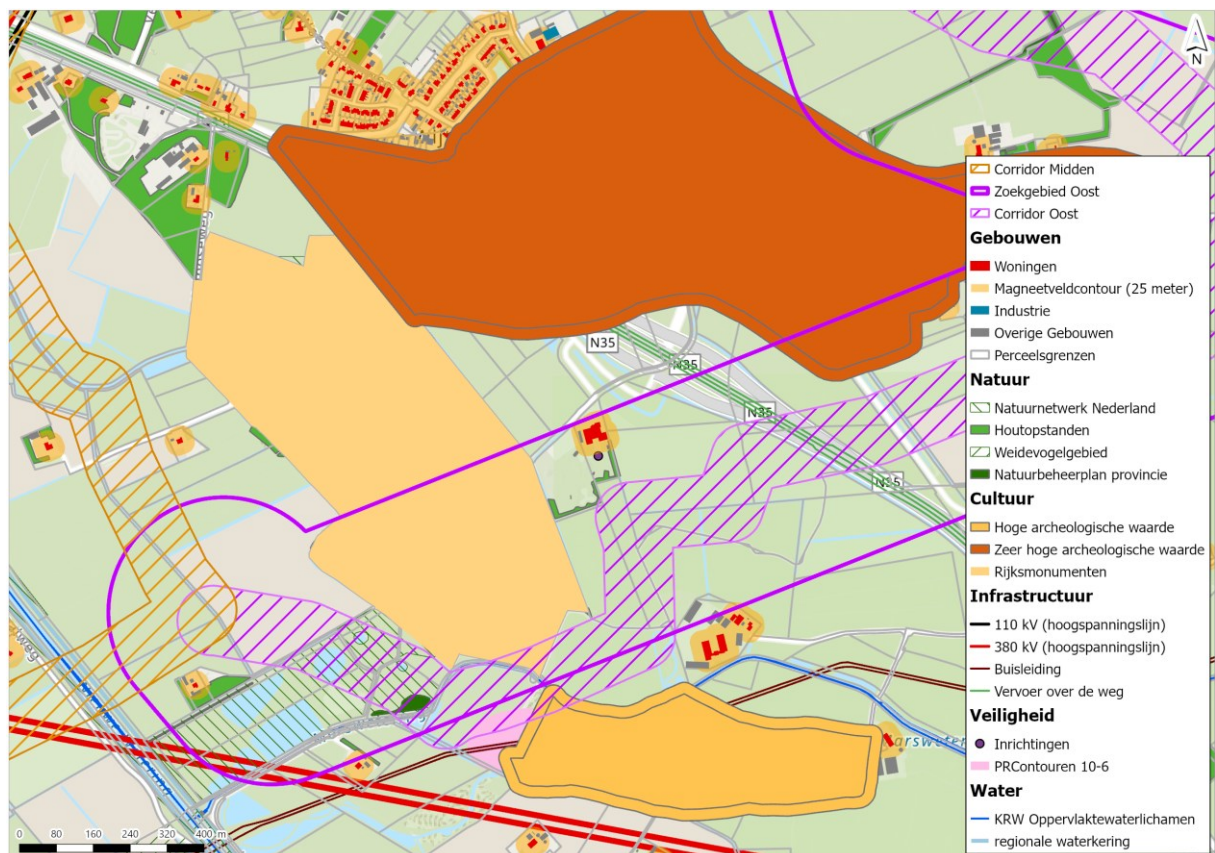 N
Corridor Midden
Zoekgebied Oost
Corridor Oost
Gebouwen
Woningen
Magneetveldcontour (25 meter)
Industrie
Overige Gebouwen
Perceelsgrenzen
Natuur
Natuurnetwerk Nederland
Houtopstanden
Weidevogelgebied
Natuurbeheerplan provincie
Cultuur
Hoge archeologische waarde
Zeer hoge archeologische waarde
Rijksmonumenten
Infrastructuur
110 kV (hoogspanningslijn)
380 kV (hoogspanningslijn)
Buisleiding
Vervoer over de weg
Veiligheid
Inrichtingen
PRContouren 10-6
Water
KRW Oppervlaktewaterlichamen
regionale waterkering
N35
N35
N35
N35
0 80 160 240 320 400 m